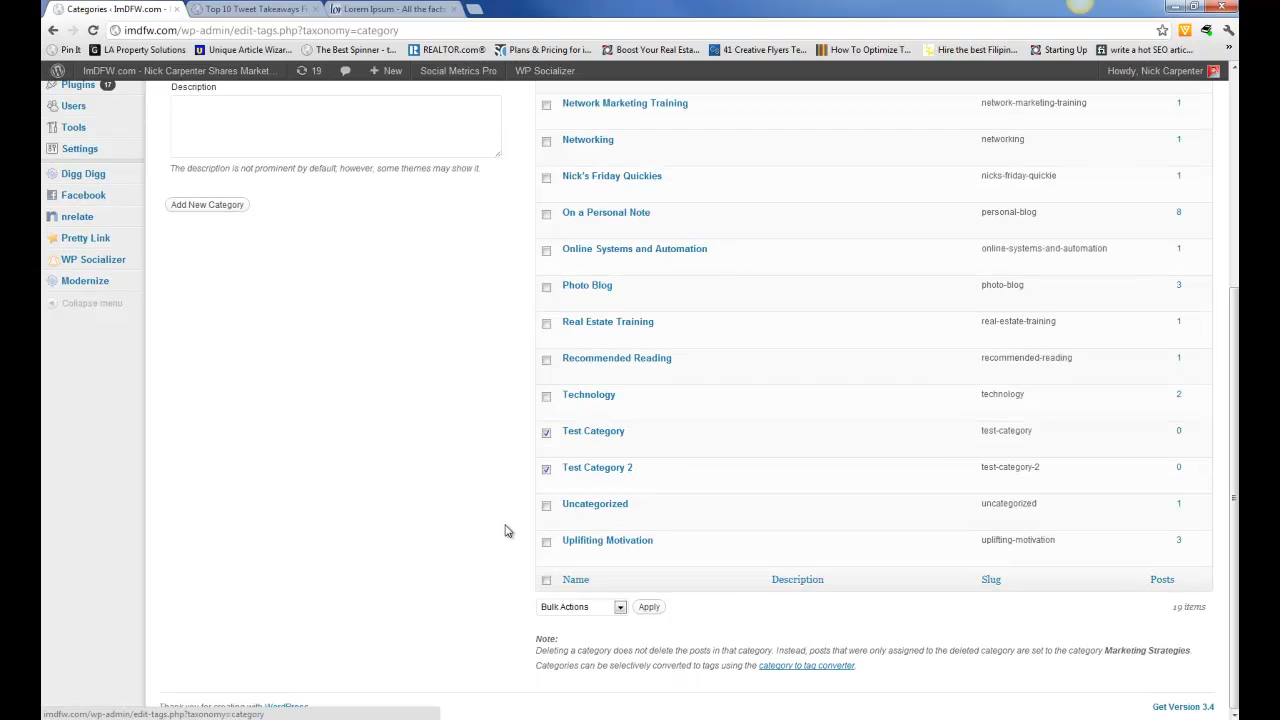 Categories ‹ ImDFW.com -
Top 10 Tweet Takeaways F
Lorem Ipsum - All the facts
imdfw.com/wp-admin/edit-tags.php?taxonomy=category
Pin It
LA Property Solutions
Unique Article Wizar...
The Best Spinner - t...
REALTOR.com®
Plans & Pricing for i...
Boost Your Real Esta...
41 Creative Flyers Te...
How To Optimize T...
Hire the best Filipin...
Starting Up
write a hot SEO artic...
»
ImDFW.com - Nick Carpenter Shares Market...
19
New
Social Metrics Pro
WP Socializer
Howdy, Nick Carpenter
Plugins 17
Users
Tools
Settings
Digg Digg
Facebook
nrelate
Pretty Link
WP Socializer
Modernize
Collapse menu
Description
The description is not prominent by default; however, some themes may show it.
Add New Category
Network Marketing Training network-marketing-training 1
Networking networking 1
Nick's Friday Quickies nicks-friday-quickie 1
On a Personal Note personal-blog 8
Online Systems and Automation online-systems-and-automation 1
Photo Blog photo-blog 3
Real Estate Training real-estate-training 1
Recommended Reading recommended-reading 1
Technology technology 2
Test Category test-category 0
Test Category 2 test-category-2 0
Uncategorized uncategorized 1
Uplifiting Motivation uplifting-motivation 3
Name Description Slug Posts
Bulk Actions Apply 19 items
Note:
Deleting a category does not delete the posts in that category. Instead, posts that were only assigned to the deleted category are set to the category Marketing Strategies.
Categories can be selectively converted to tags using the category to tag converter.
Thank you for creating with WordPress
Get Version 3.4
imdfw.com/wp-admin/edit-tags.php?taxonomy=category